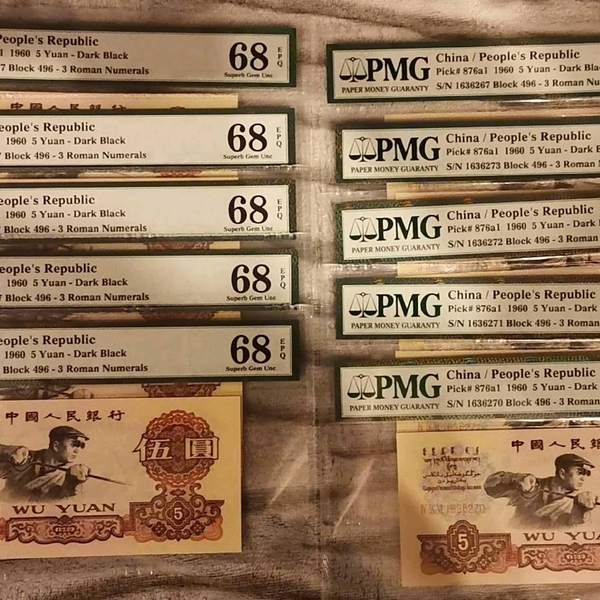 People's Republic
1960 5 Yuan - Dark Black
7 Block 496 - 3 Roman Numerals
68
EPQ
Superb Gem Unc
People's Republic
1960 5 Yuan - Dark Black
Block 496 - 3 Roman Numerals
68
EPQ
Superb Gem Unc
People's Republic
1960 5 Yuan - Dark Black
Block 496 - 3 Roman Numerals
68
EPQ
Superb Gem Unc
People's Republic
1960 5 Yuan - Dark Black
7 Block 496 - 3 Roman Numerals
68
EPQ
Superb Gem Unc
People's Republic
1960 5 Yuan - Dark Black
Block 496 - 3 Roman Numerals
68
EPQ
Superb Gem Unc
中國人民銀行
伍圓
WU YUAN
5
PMG
PAPER MONEY GUARANTY
China / People's Republic
Pick# 876a1 1960 5 Yuan - Dark Blac
S/N 1636267 Block 496 - 3 Roman Nu
PMG
PAPER MONEY GUARANTY
China / People's Republic
Pick# 876a1 1960 5 Yuan - Dark
S/N 1636273 Block 496 - 3 Roman N
PMG
PAPER MONEY GUARANTY
China / People's Republic
Pick# 876a1 1960 5 Yuan - Dark
S/N 1636272 Block 496 - 3 Roman
PMG
PAPER MONEY GUARANTY
China / People's Republic
Pick# 876a1 1960 5 Yuan - Dark
S/N 1636271 Block 496 - 3 Roman
PMG
PAPER MONEY GUARANTY
China / People's Republic
Pick# 876a1 1960 5 Yuan - Dark
S/N 1636270 Block 496 - 3 Roman
中國人民銀
1636270
WU YUA
5